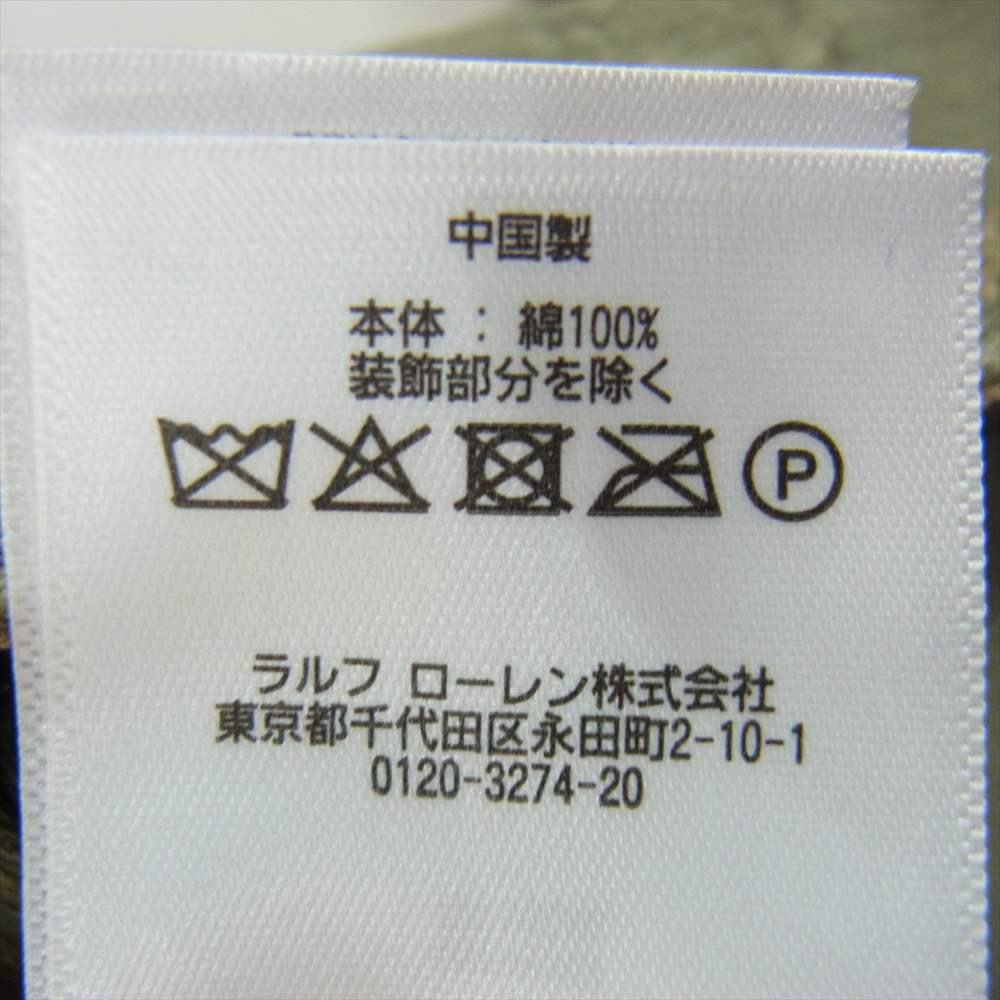 中国製
本体 : 綿100%
装飾部分を除く
P
ラルフ ローレン株式会社
東京都千代田区永田町2-10-1
0120-3274-20